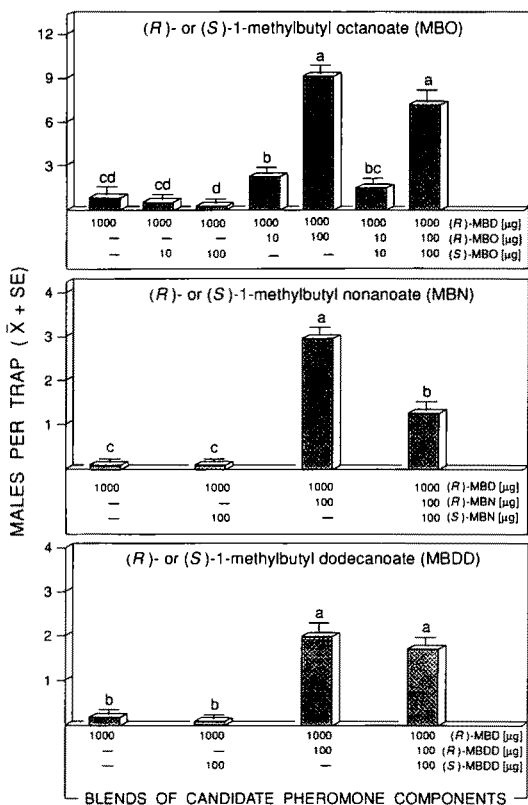 (R)- or (S)-1-methylbutyl octanoate (MBO)
12
9
6
3
cd cd d b a bc a
1000 1000 1000 1000 1000 1000 1000 (R)-MBD [µg]
— — — 10 100 10 100 (R)-MBO [µg]
— 10 100 — — 10 100 (S)-MBO [µg]
MALES PER TRAP ( X̄ + SE)
(R)- or (S)-1-methylbutyl nonanoate (MBN)
4
3
2
1
c c a b
1000 1000 1000 1000 (R)-MBD [µg]
— — 100 100 (R)-MBN [µg]
— 100 — 100 (S)-MBN [µg]
(R)- or (S)-1-methylbutyl dodecanoate (MBDD)
4
3
2
1
b b a a
1000 1000 1000 1000 (R)-MBD [µg]
— — 100 100 (R)-MBDD [µg]
— 100 — 100 (S)-MBDD [µg]
BLENDS OF CANDIDATE PHEROMONE COMPONENTS